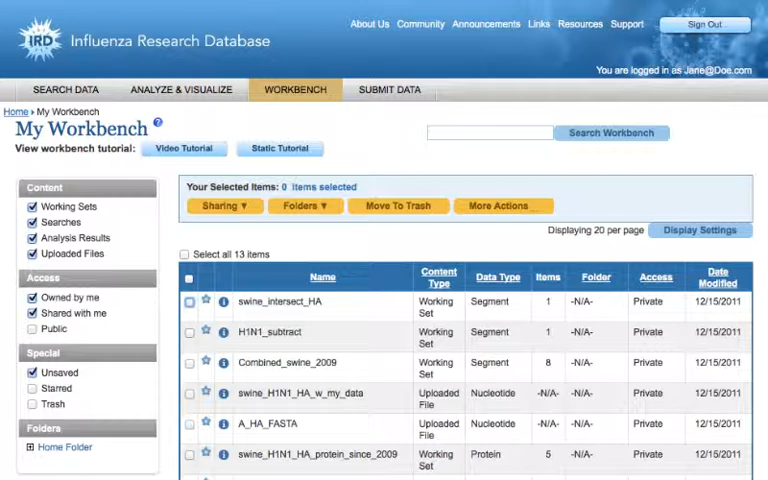 About Us Community Announcements Links Resources Support Sign Out
IRD Influenza Research Database
You are logged in as Jane@Doe.com
SEARCH DATA ANALYZE & VISUALIZE WORKBENCH SUBMIT DATA
Home My Workbench
My Workbench ?
Search Workbench
View workbench tutorial: Video Tutorial Static Tutorial
Content
Working Sets
Searches
Analysis Results
Uploaded Files
Access
Owned by me
Shared with me
Public
Special
Unsaved
Starred
Trash
Folders
Home Folder
Your Selected Items: 0 items selected
Sharing ▼ Folders ▼ Move To Trash More Actions
Displaying 20 per page Display Settings
Select all 13 items
Name Content Type Data Type Items Folder Access Date Modified
swine_intersect_HA Working Set Segment 1 -N/A- Private 12/15/2011
H1N1_subtract Working Set Segment 1 -N/A- Private 12/15/2011
Combined_swine_2009 Working Set Segment 8 -N/A- Private 12/15/2011
swine_H1N1_HA_w_my_data Uploaded File Nucleotide -N/A- -N/A- Private 12/15/2011
A_HA_FASTA Uploaded File Nucleotide -N/A- -N/A- Private 12/15/2011
swine_H1N1_HA_protein_since_2009 Working Set Protein 5 -N/A- Private 12/15/2011